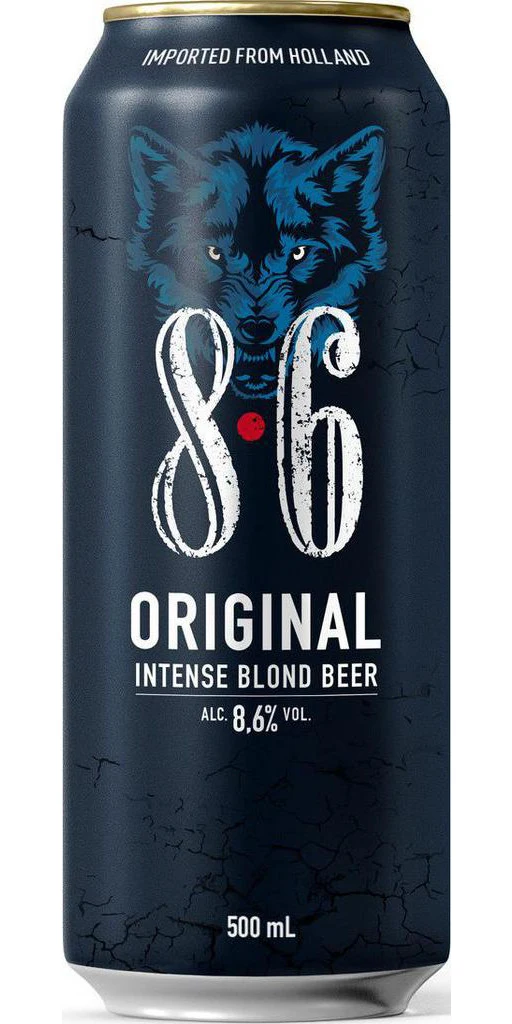 IMPORTED FROM HOLLAND
8·6
ORIGINAL
INTENSE BLOND BEER
ALC. 8,6% VOL.
500 mL